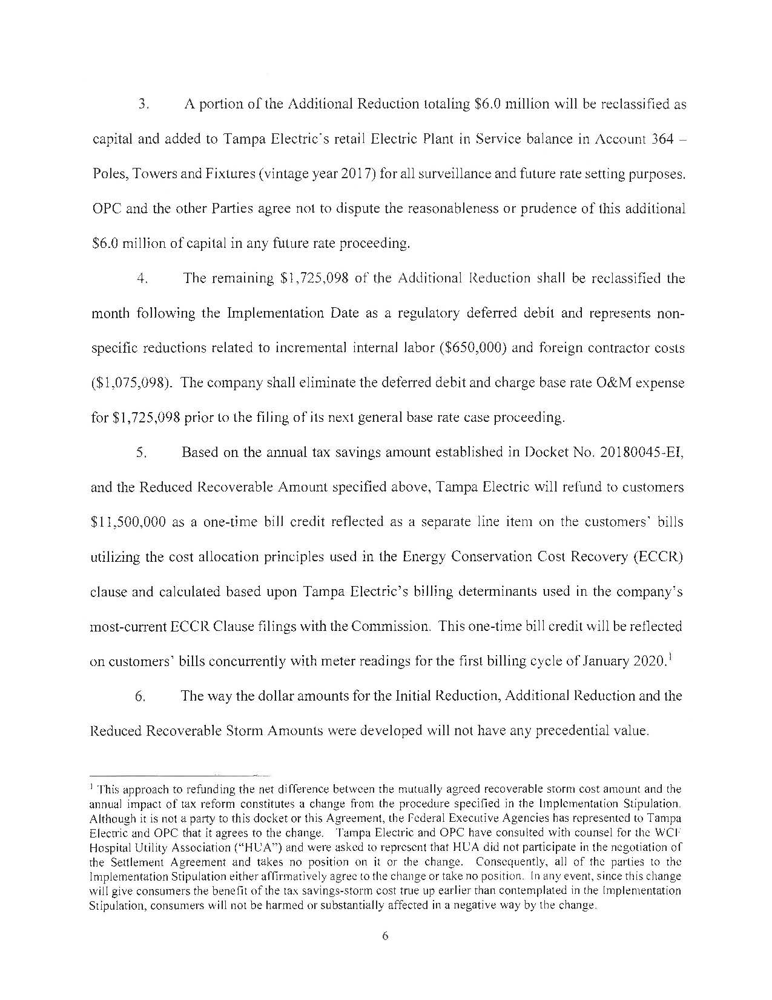 3. A portion of the Additional Reduction totaling $6.0 million will be reclassified as
capital and added to Tampa Electric's retail Electric Plant in Service balance in Account 364 –
Poles, Towers and Fixtures (vintage year 2017) for all surveillance and future rate setting purposes.
OPC and the other Parties agree not to dispute the reasonableness or prudence of this additional
$6.0 million of capital in any future rate proceeding.
4. The remaining $1,725,098 of the Additional Reduction shall be reclassified the
month following the Implementation Date as a regulatory deferred debit and represents non-
specific reductions related to incremental internal labor ($650,000) and foreign contractor costs
($1,075,098). The company shall eliminate the deferred debit and charge base rate O&M expense
for $1,725,098 prior to the filing of its next general base rate case proceeding.
5. Based on the annual tax savings amount established in Docket No. 20180045-EI,
and the Reduced Recoverable Amount specified above, Tampa Electric will refund to customers
$11,500,000 as a one-time bill credit reflected as a separate line item on the customers' bills
utilizing the cost allocation principles used in the Energy Conservation Cost Recovery (ECCR)
clause and calculated based upon Tampa Electric's billing determinants used in the company's
most-current ECCR Clause filings with the Commission. This one-time bill credit will be reflected
on customers' bills concurrently with meter readings for the first billing cycle of January 2020.¹
6. The way the dollar amounts for the Initial Reduction, Additional Reduction and the
Reduced Recoverable Storm Amounts were developed will not have any precedential value.
¹ This approach to refunding the net difference between the mutually agreed recoverable storm cost amount and the
annual impact of tax reform constitutes a change from the procedure specified in the Implementation Stipulation.
Although it is not a party to this docket or this Agreement, the Federal Executive Agencies has represented to Tampa
Electric and OPC that it agrees to the change. Tampa Electric and OPC have consulted with counsel for the WCF
Hospital Utility Association ("HUA") and were asked to represent that HUA did not participate in the negotiation of
the Settlement Agreement and takes no position on it or the change. Consequently, all of the parties to the
Implementation Stipulation either affirmatively agree to the change or take no position. In any event, since this change
will give consumers the benefit of the tax savings-storm cost true up earlier than contemplated in the Implementation
Stipulation, consumers will not be harmed or substantially affected in a negative way by the change.
6